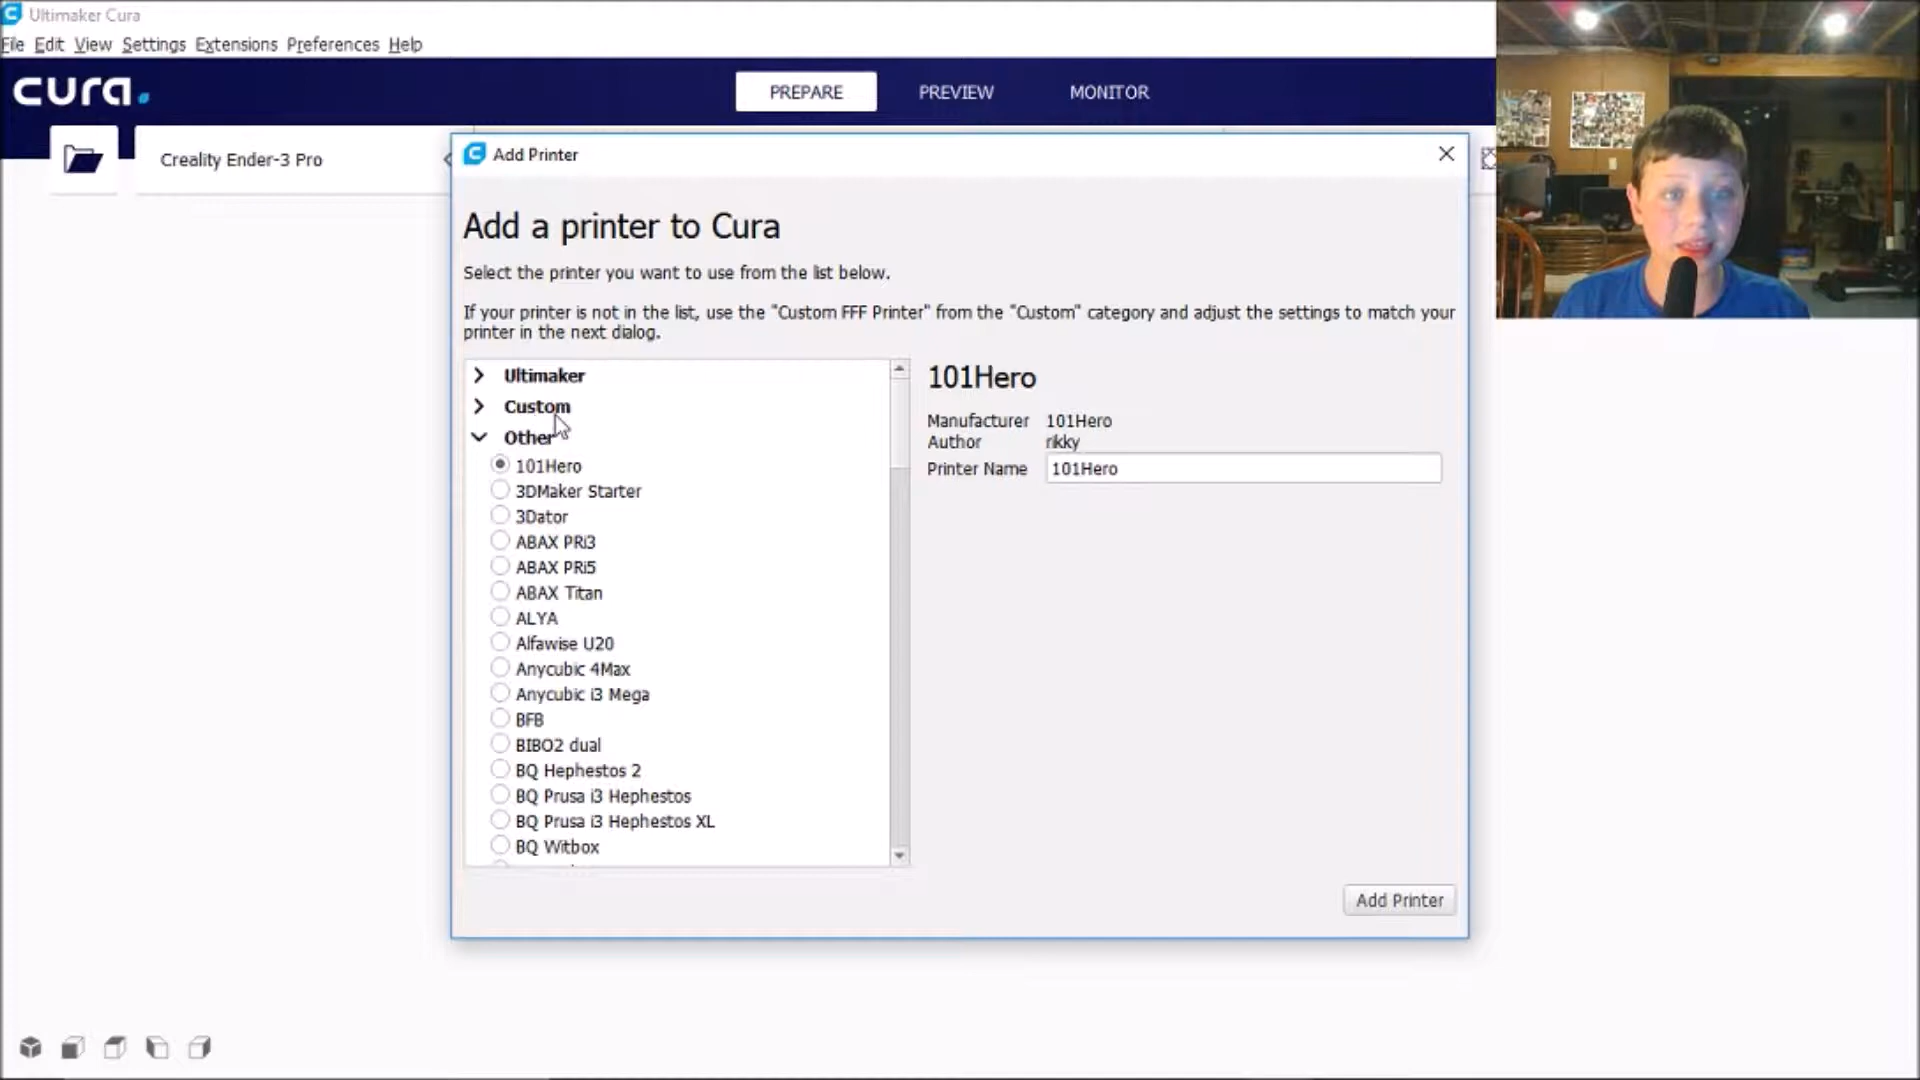 Ultimaker Cura
File Edit View Settings Extensions Preferences Help
cura.
PREPARE PREVIEW MONITOR
Creality Ender-3 Pro
Add Printer
Add a printer to Cura
Select the printer you want to use from the list below.
If your printer is not in the list, use the "Custom FFF Printer" from the "Custom" category and adjust the settings to match your
printer in the next dialog.
Ultimaker
Custom
Other
101Hero
3DMaker Starter
3Dator
ABAX PRi3
ABAX PRi5
ABAX Titan
ALYA
Alfawise U20
Anycubic 4Max
Anycubic i3 Mega
BFB
BIBO2 dual
BQ Hephestos 2
BQ Prusa i3 Hephestos
BQ Prusa i3 Hephestos XL
BQ Witbox
101Hero
Manufacturer 101Hero
Author rikky
Printer Name 101Hero
Add Printer